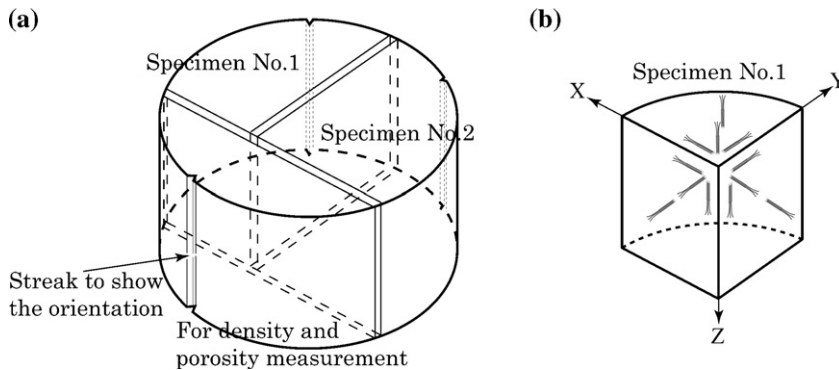 (a)
Specimen No.1
Specimen No.2
Streak to show
the orientation
For density and
porosity measurement
(b)
Specimen No.1
X
Y
Z